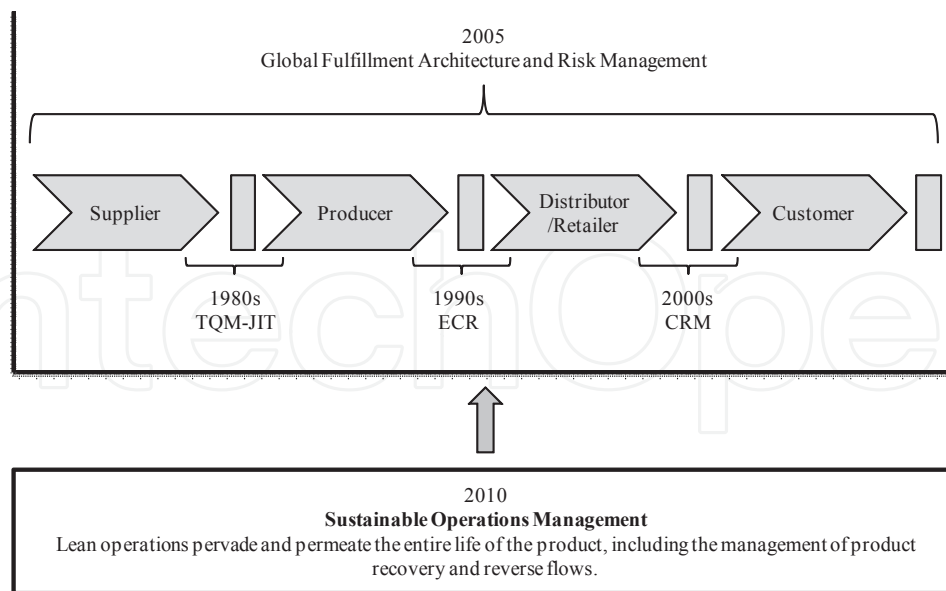 2005
Global Fulfillment Architecture and Risk Management
Supplier
Producer
Distributor
/Retailer
Customer
1980s
TQM-JIT
1990s
ECR
2000s
CRM
ntechOpe
2010
Sustainable Operations Management
Lean operations pervade and permeate the entire life of the product, including the management of product
recovery and reverse flows.